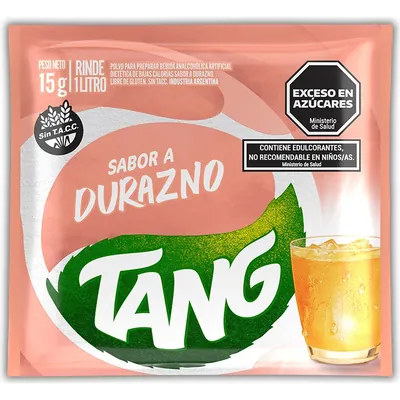 PESO NETO
15 g
RINDE
1 LITRO
POLVO PARA PREPARAR BEBIDA ANALCOHÓLICA ARTIFICIAL
DIETÉTICA DE BAJAS CALORÍAS SABOR A DURAZNO.
LIBRE DE GLUTEN. SIN TACC. INDUSTRIA ARGENTINA
Sin T.A.C.C.
EXCESO EN
AZÚCARES
Ministerio
de Salud
CONTIENE EDULCORANTES,
NO RECOMENDABLE EN NIÑOS/AS.
Ministerio de Salud
SABOR A
DURAZNO
TANG